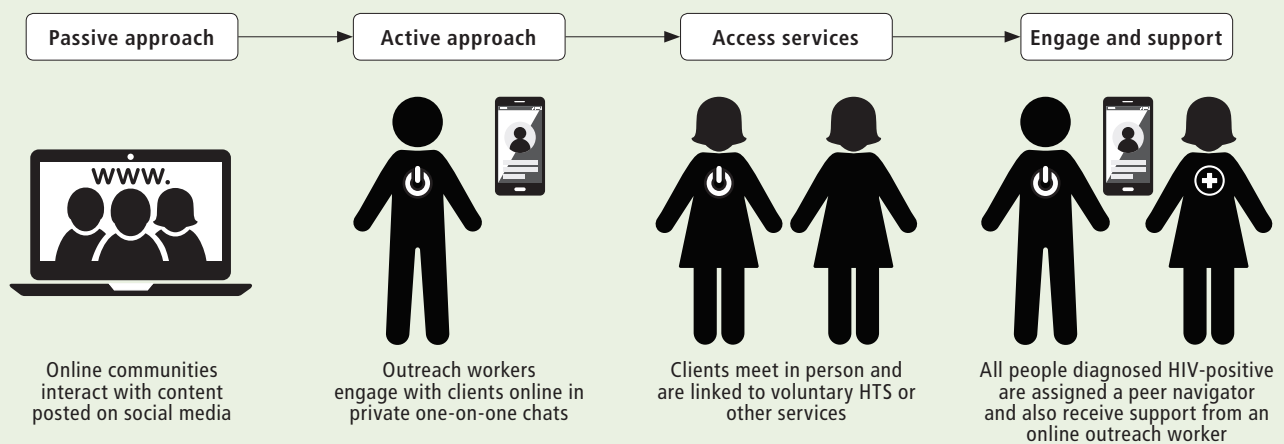 Passive approach
Active approach
Access services
Engage and support
www.
Online communities
interact with content
posted on social media
Outreach workers
engage with clients online in
private one-on-one chats
Clients meet in person and
are linked to voluntary HTS or
other services
All people diagnosed HIV-positive
are assigned a peer navigator
and also receive support from an
online outreach worker